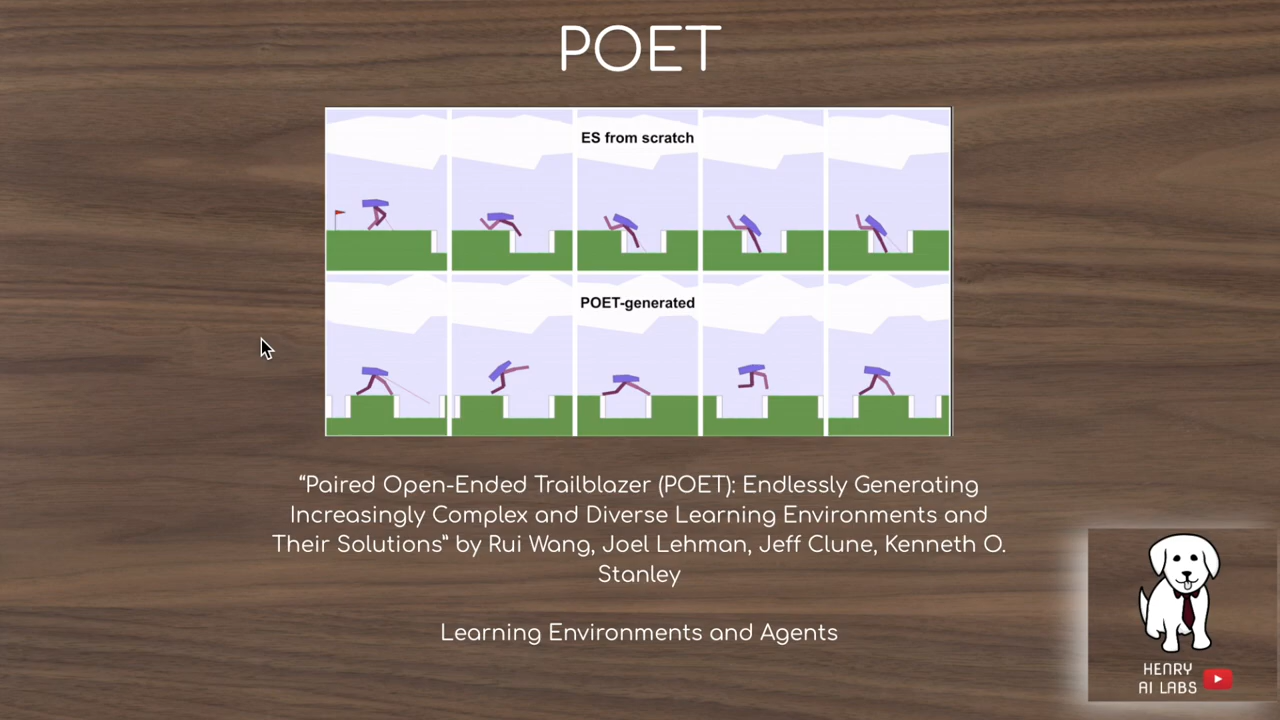 POET
ES from scratch
POET-generated
“Paired Open-Ended Trailblazer (POET): Endlessly Generating
Increasingly Complex and Diverse Learning Environments and
Their Solutions” by Rui Wang, Joel Lehman, Jeff Clune, Kenneth O.
Stanley
Learning Environments and Agents
HENRY
AI LABS